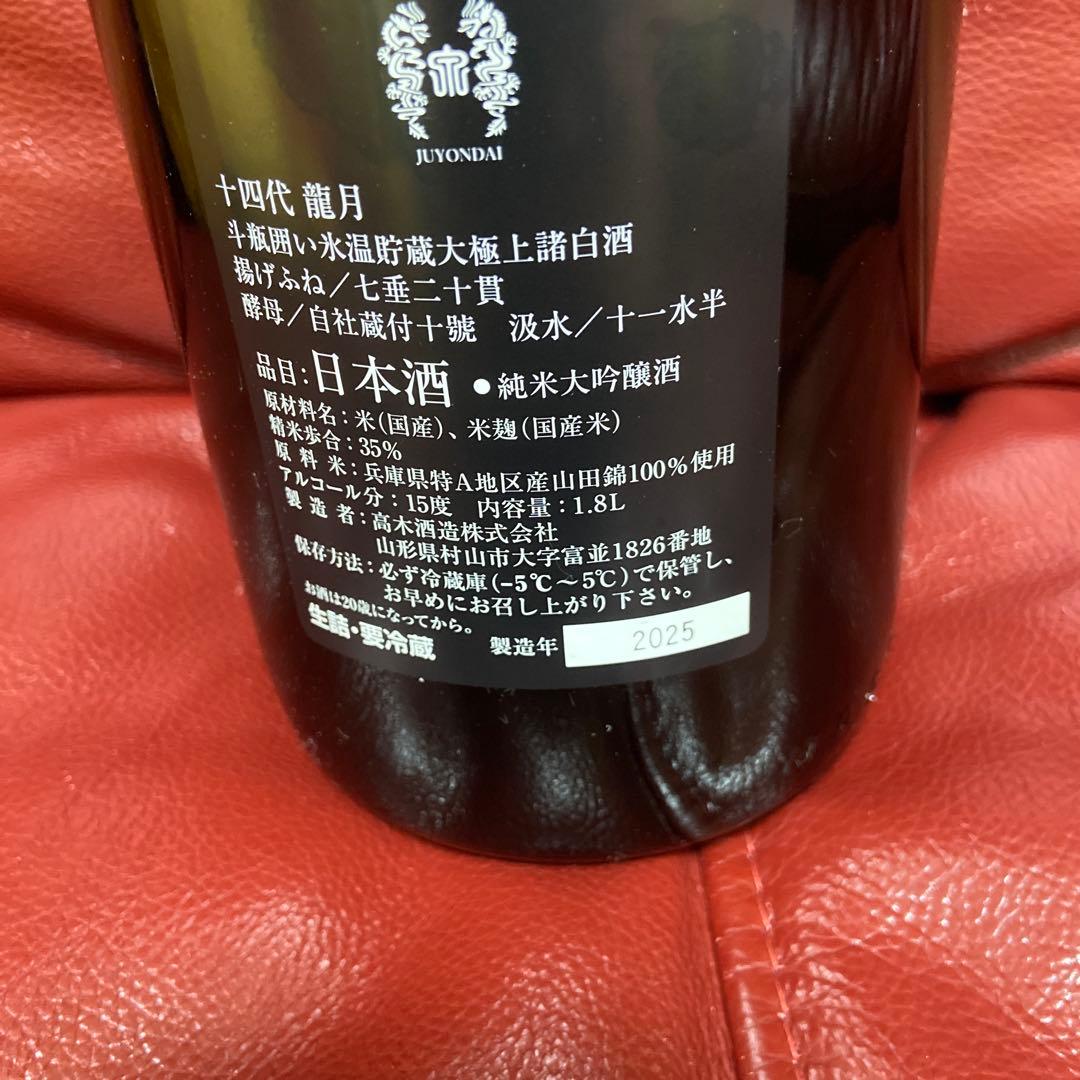 JUYONDAI
十四代 龍月
斗瓶囲い氷温貯蔵大極上諸白酒
揚げふね／七垂二十貫
酵母／自社蔵付十號 汲水／十一水半
品目：日本酒 ●純米大吟醸酒
原材料名：米（国産）、米麹（国産米）
精米歩合：35%
原料米：兵庫県特A地区産山田錦100%使用
アルコール分：15度 内容量：1.8L
製造者：高木酒造株式会社
山形県村山市大字富並1826番地
保存方法：必ず冷蔵庫（-5℃～5℃）で保管し、
お早めにお召し上がり下さい。
お酒は20歳になってから。
生詰・要冷蔵 製造年 2025